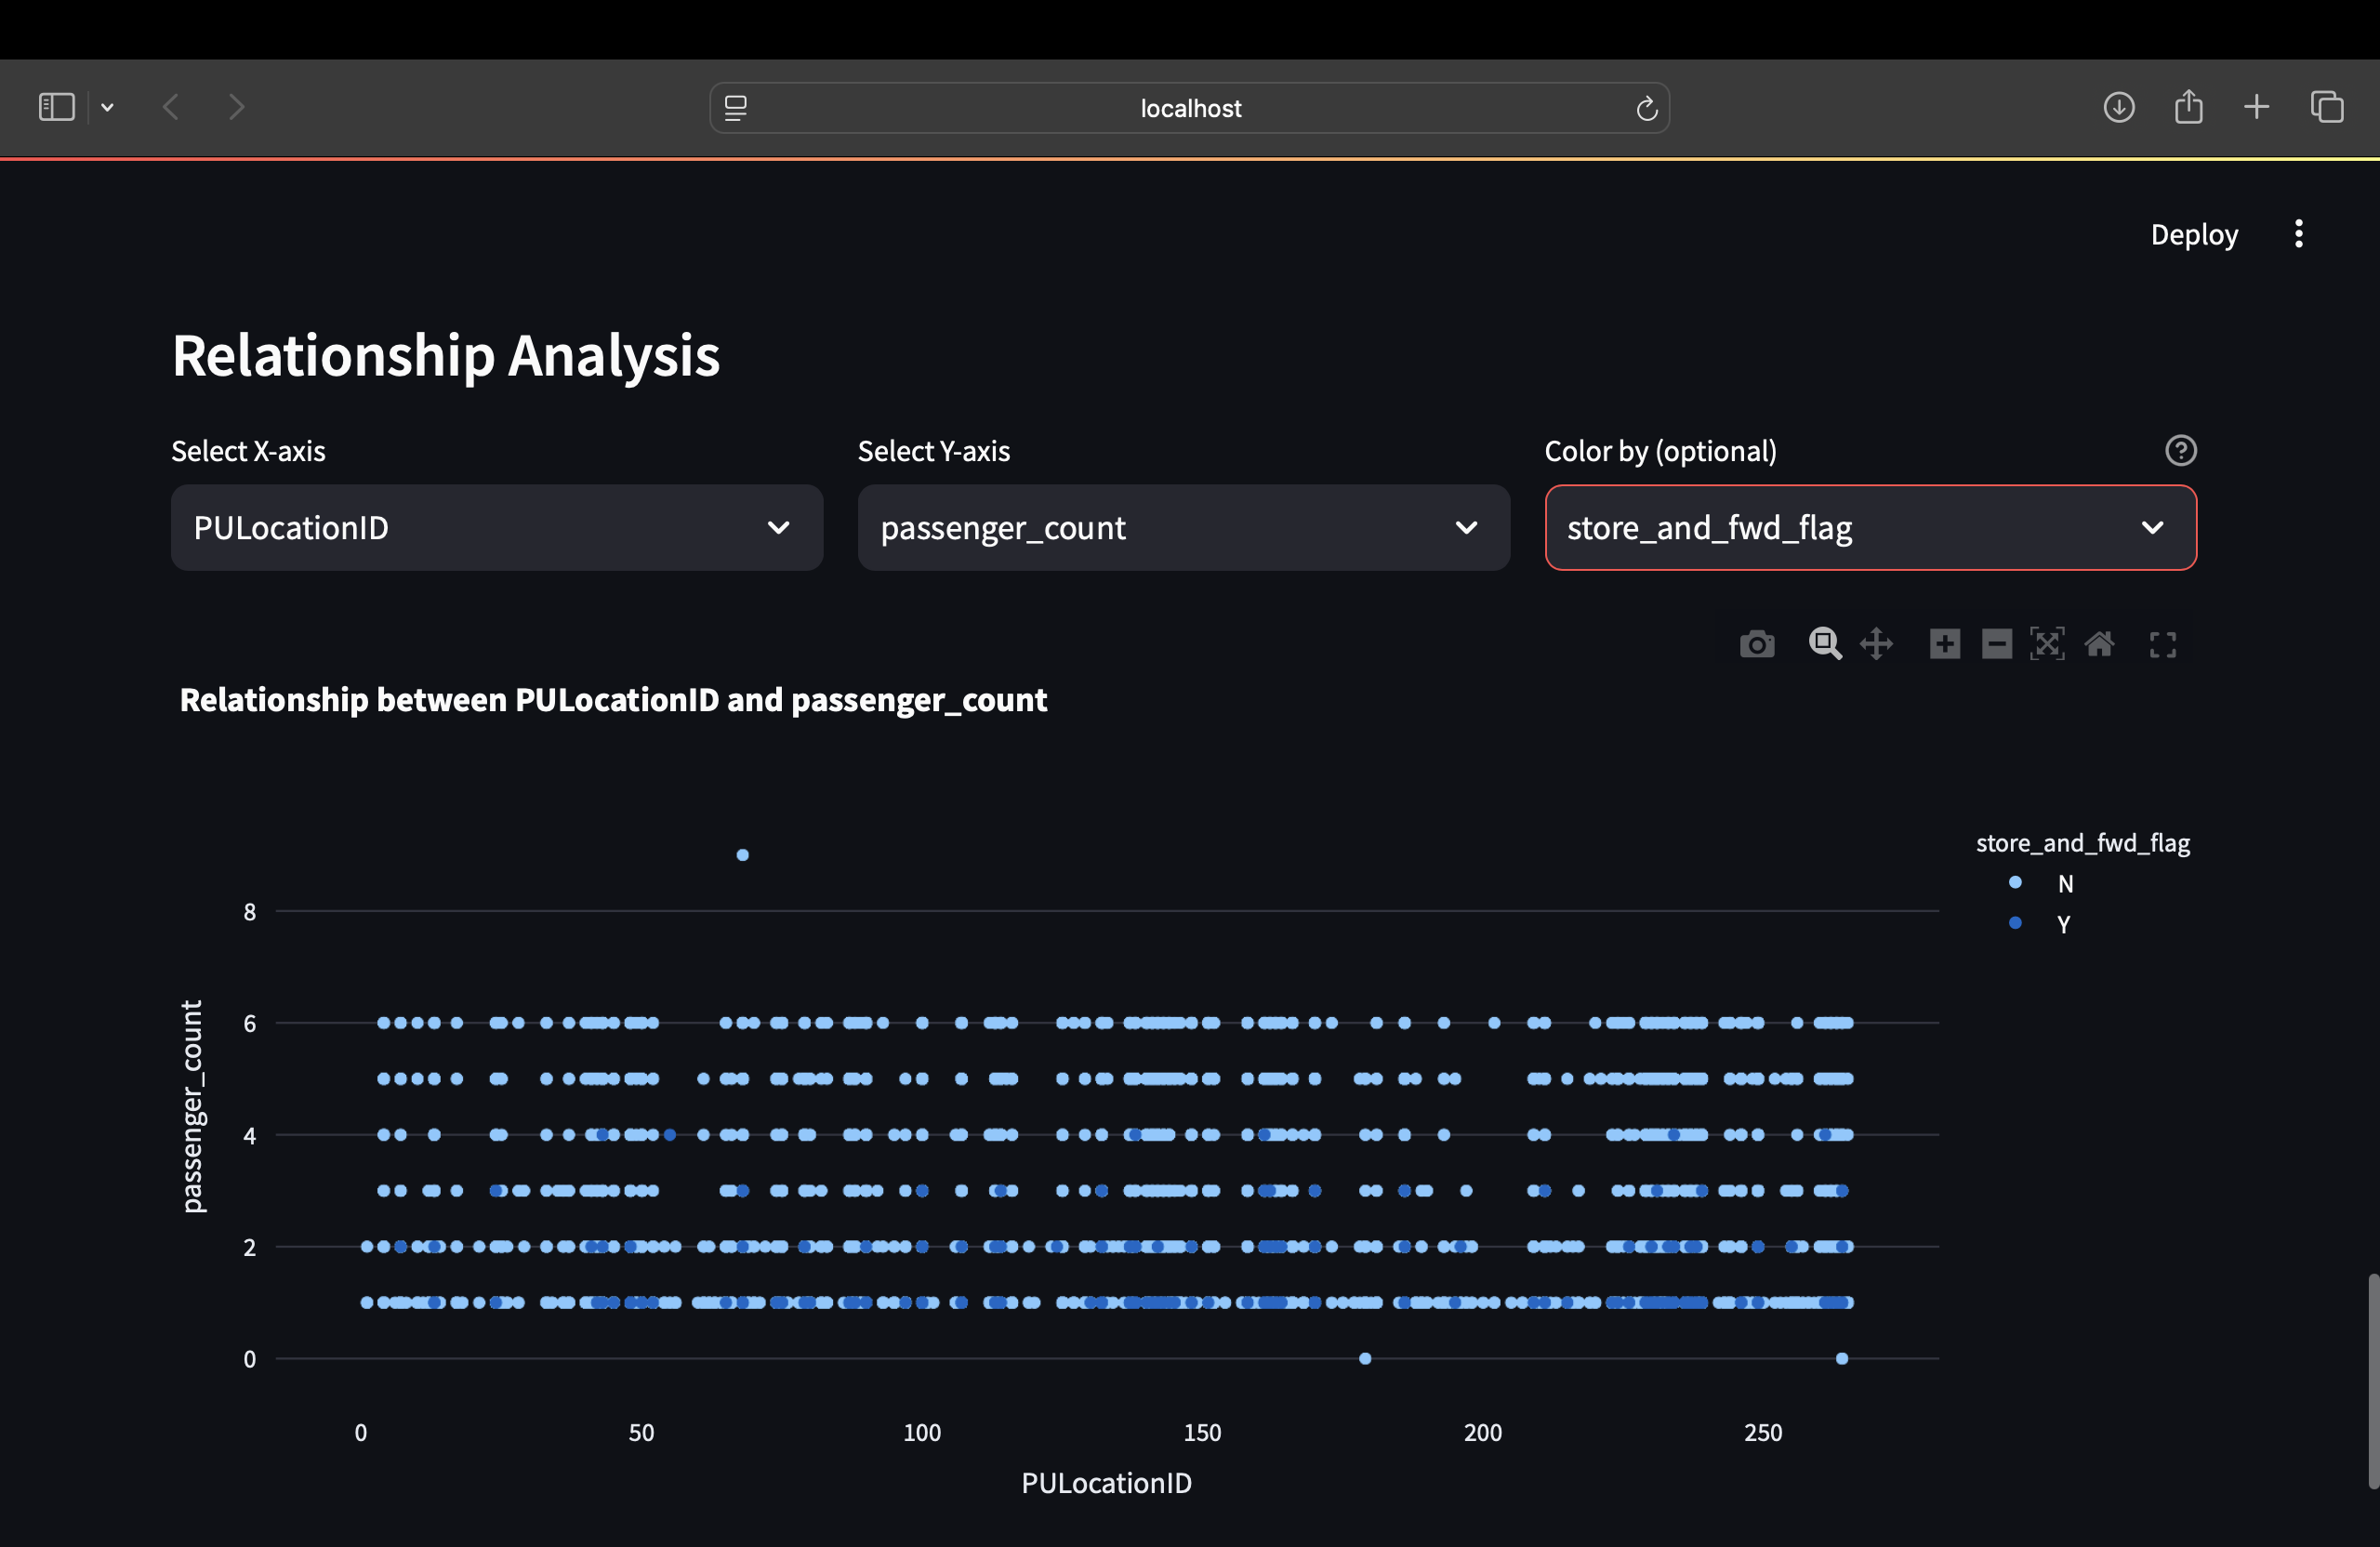 localhost
Deploy
Relationship Analysis
Select X-axis
Select Y-axis
Color by (optional)
PULocationID
passenger_count
store_and_fwd_flag
Relationship between PULocationID and passenger_count
store_and_fwd_flag
N
Y
passenger_count
8
6
4
2
0
0
50
100
150
200
250
PULocationID